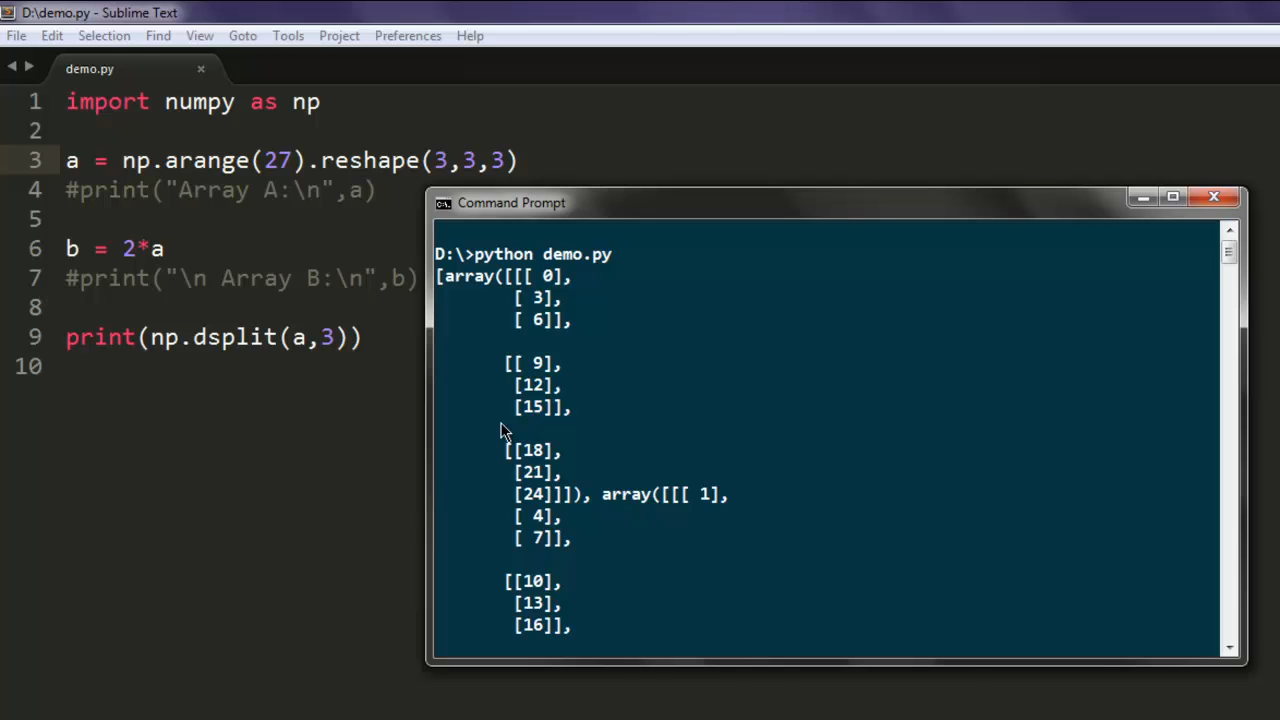 D:\demo.py - Sublime Text
File Edit Selection Find View Goto Tools Project Preferences Help
demo.py
1 import numpy as np
2
3 a = np.arange(27).reshape(3,3,3)
4 #print("Array A:\n",a)
5
6 b = 2*a
7 #print("\n Array B:\n",b)
8
9 print(np.dsplit(a,3))
10
Command Prompt
D:\>python demo.py
[array([[[ 0],
[ 3],
[ 6]],
[[ 9],
[12],
[15]],
[[18],
[21],
[24]]]), array([[[ 1],
[ 4],
[ 7]],
[[10],
[13],
[16]],